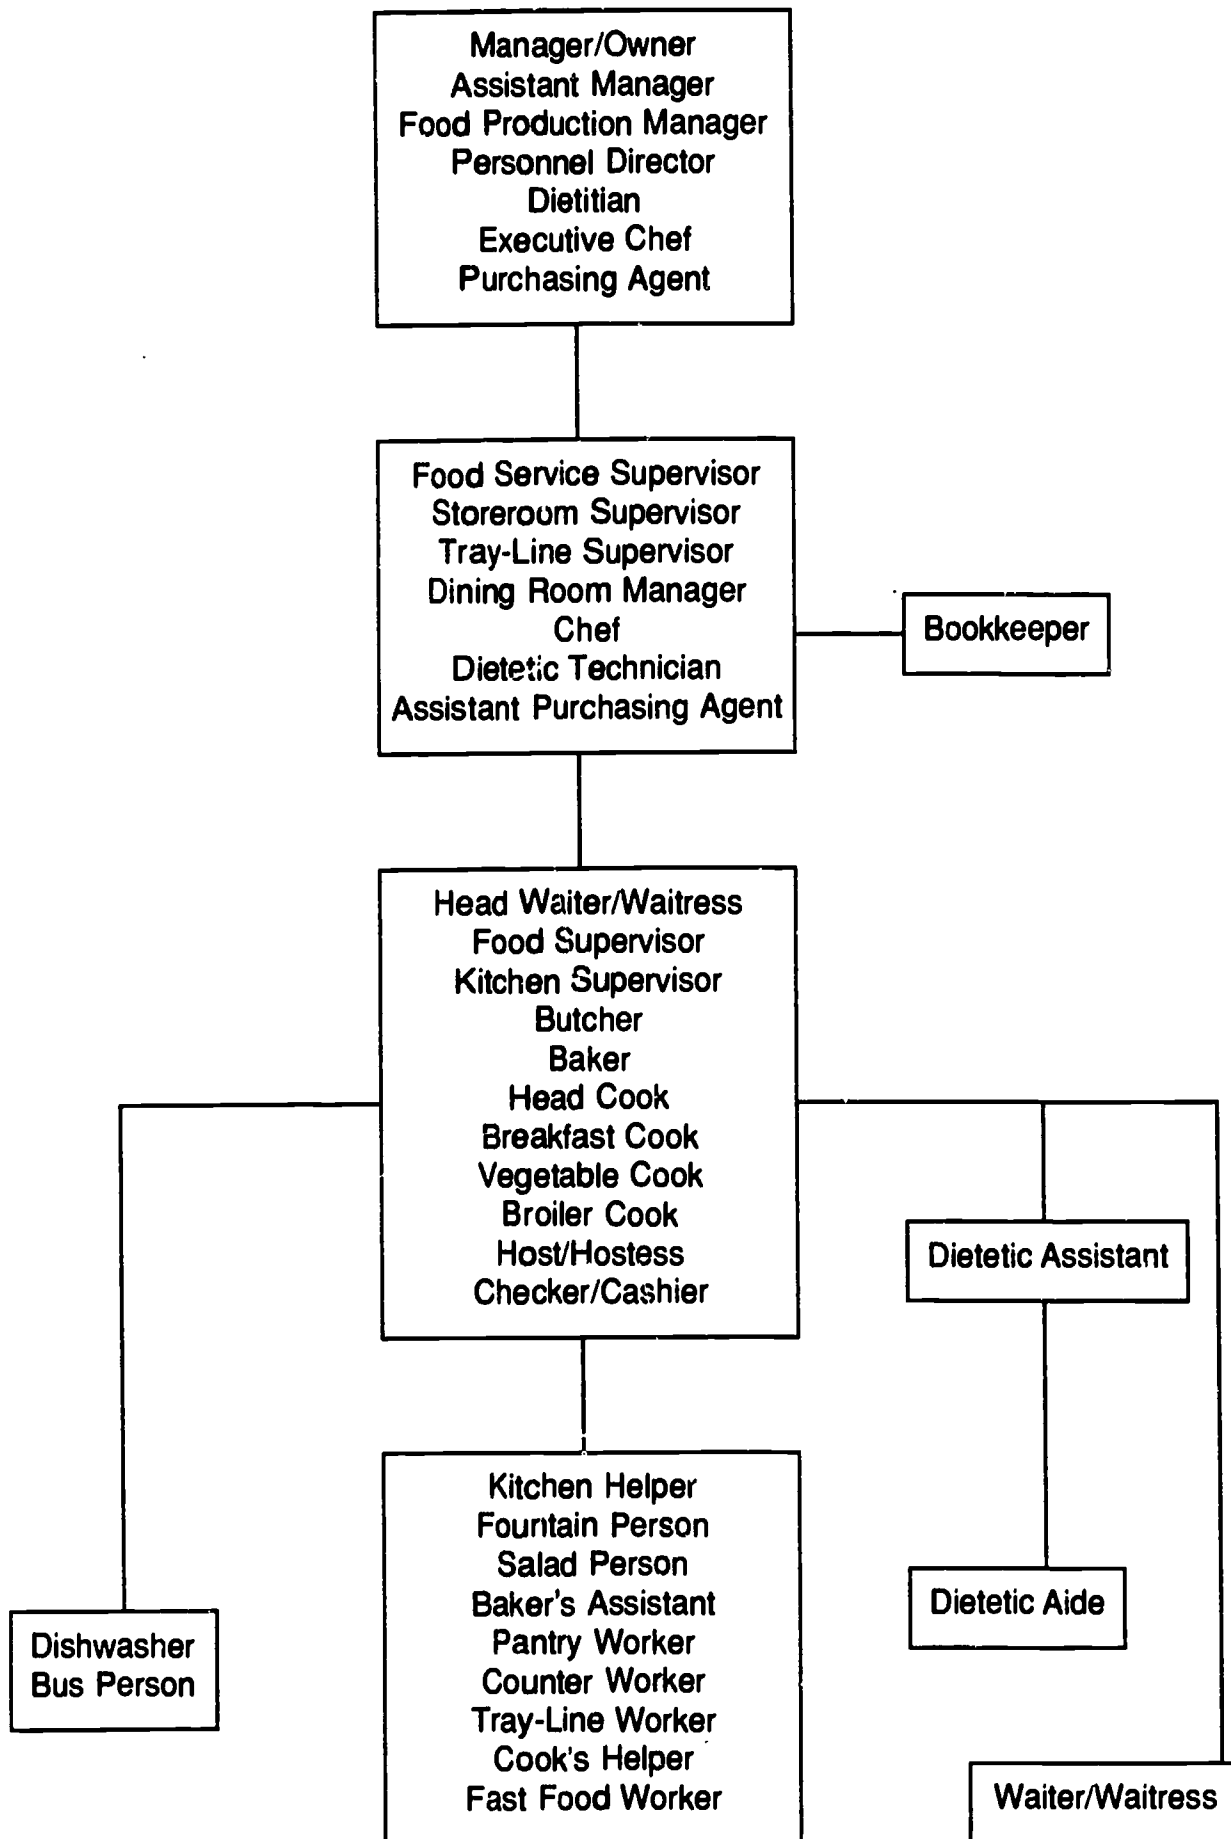 Manager/Owner
Assistant Manager
Food Production Manager
Personnel Director
Dietitian
Executive Chef
Purchasing Agent
Food Service Supervisor
Storeroom Supervisor
Tray-Line Supervisor
Dining Room Manager
Chef
Dietetic Technician
Assistant Purchasing Agent
Bookkeeper
Head Waiter/Waitress
Food Supervisor
Kitchen Supervisor
Butcher
Baker
Head Cook
Breakfast Cook
Vegetable Cook
Broiler Cook
Host/Hostess
Checker/Cashier
Dietetic Assistant
Kitchen Helper
Fountain Person
Salad Person
Baker's Assistant
Pantry Worker
Counter Worker
Tray-Line Worker
Cook's Helper
Fast Food Worker
Dietetic Aide
Dishwasher
Bus Person
Waiter/Waitress